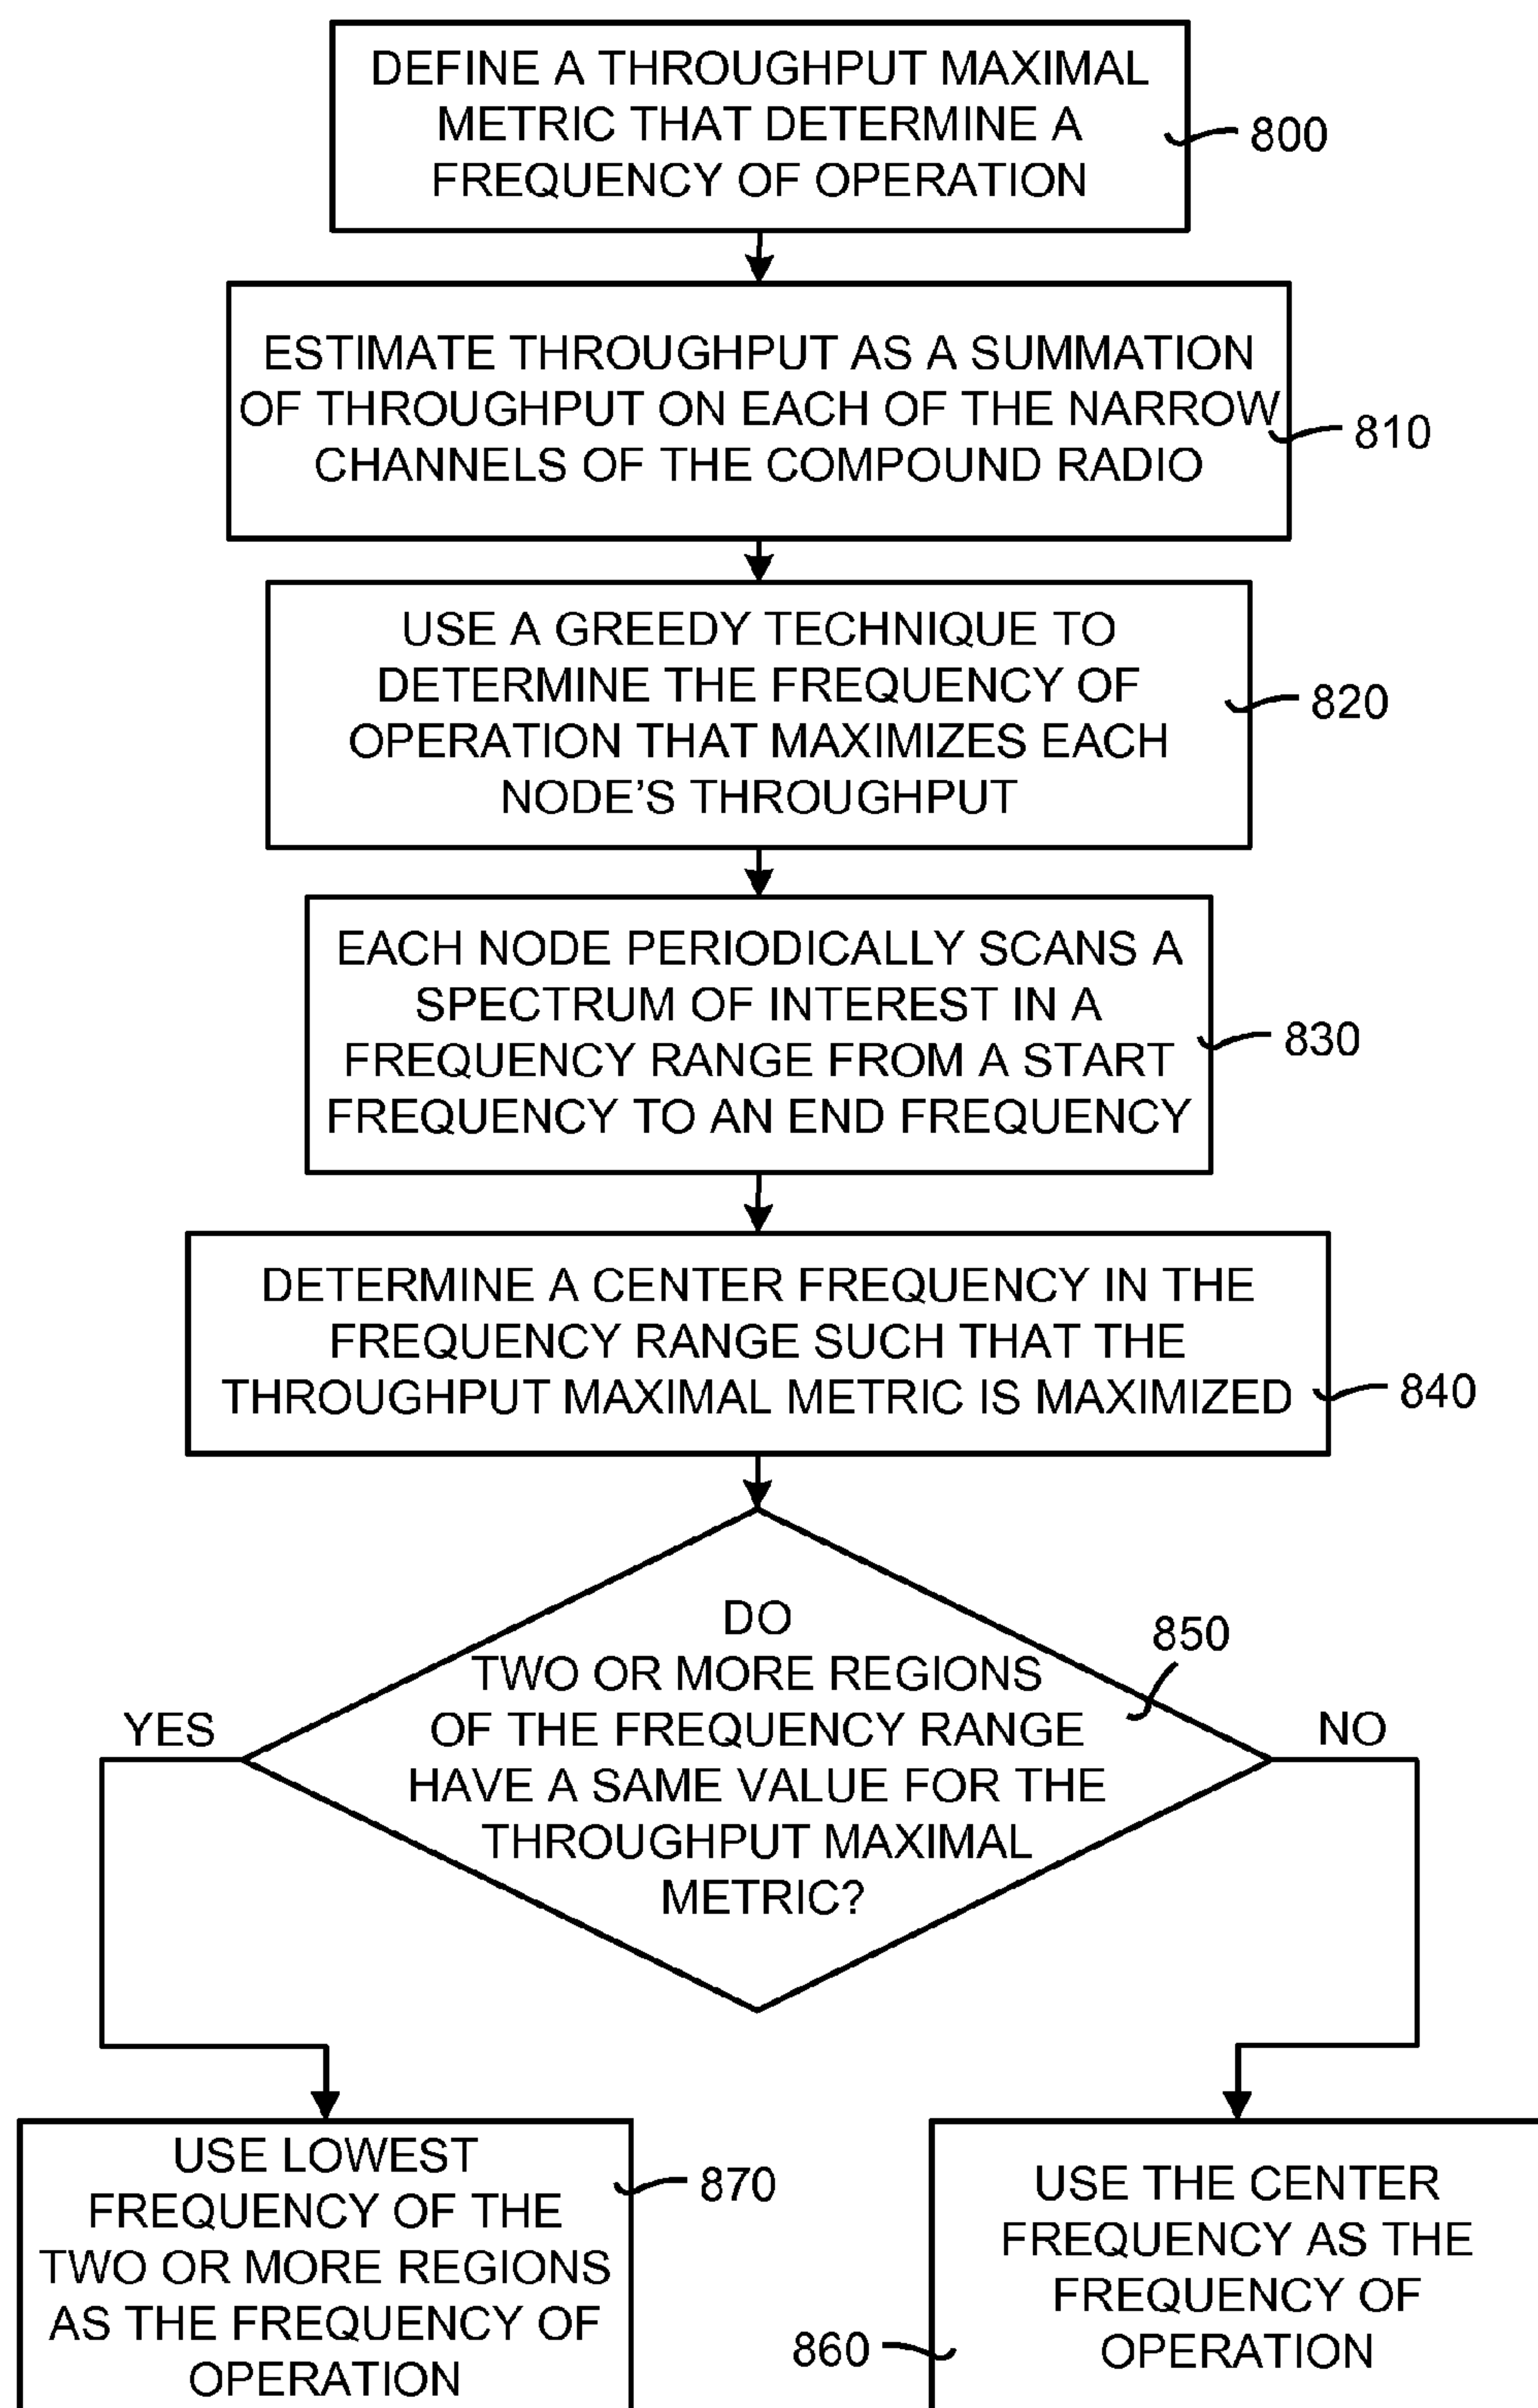 DEFINE A THROUGHPUT MAXIMAL
METRIC THAT DETERMINE A
FREQUENCY OF OPERATION
800
ESTIMATE THROUGHPUT AS A SUMMATION
OF THROUGHPUT ON EACH OF THE NARROW
CHANNELS OF THE COMPOUND RADIO
810
USE A GREEDY TECHNIQUE TO
DETERMINE THE FREQUENCY OF
OPERATION THAT MAXIMIZES EACH
NODE'S THROUGHPUT
820
EACH NODE PERIODICALLY SCANS A
SPECTRUM OF INTEREST IN A
FREQUENCY RANGE FROM A START
FREQUENCY TO AN END FREQUENCY
830
DETERMINE A CENTER FREQUENCY IN THE
FREQUENCY RANGE SUCH THAT THE
THROUGHPUT MAXIMAL METRIC IS MAXIMIZED
840
DO
TWO OR MORE REGIONS
OF THE FREQUENCY RANGE
HAVE A SAME VALUE FOR THE
THROUGHPUT MAXIMAL
METRIC?
850
YES
NO
USE LOWEST
FREQUENCY OF THE
TWO OR MORE REGIONS
AS THE FREQUENCY OF
OPERATION
870
USE THE CENTER
FREQUENCY AS THE
FREQUENCY OF
OPERATION
860